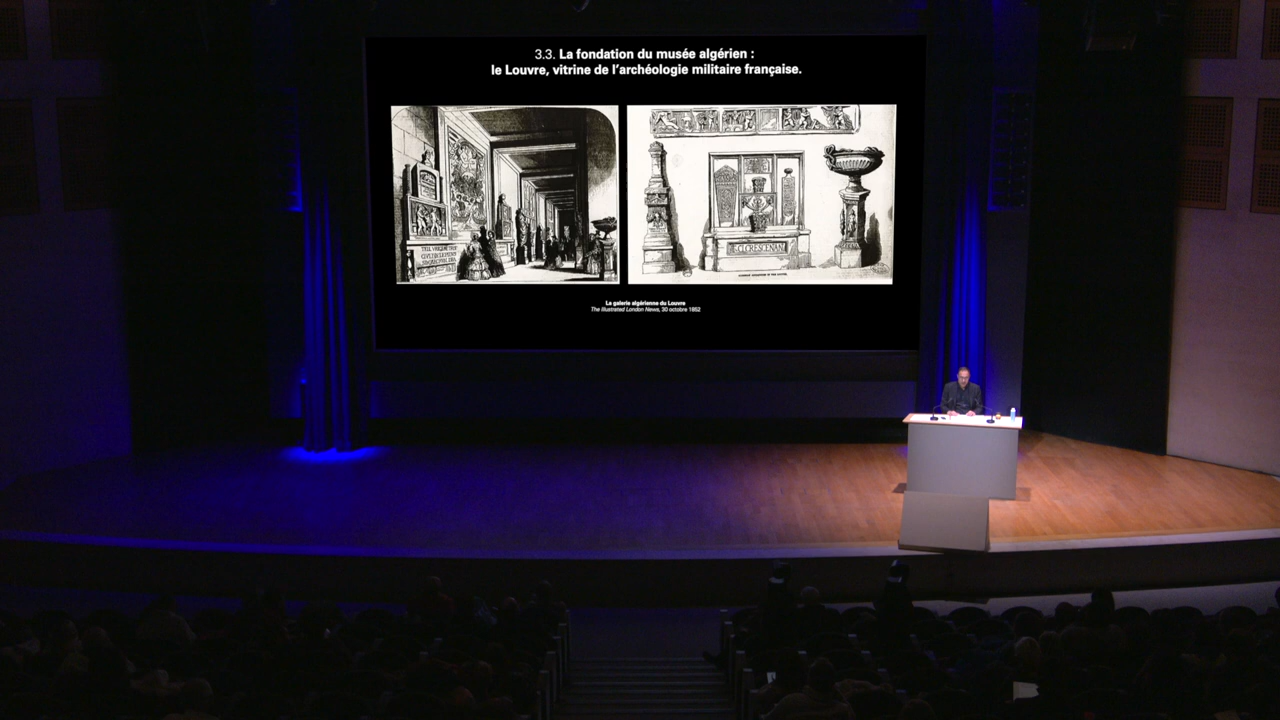 3.3. La fondation du musée algérien :
le Louvre, vitrine de l'archéologie militaire française.
La galerie algérienne du Louvre
The Illustrated London News, 30 octobre 1852